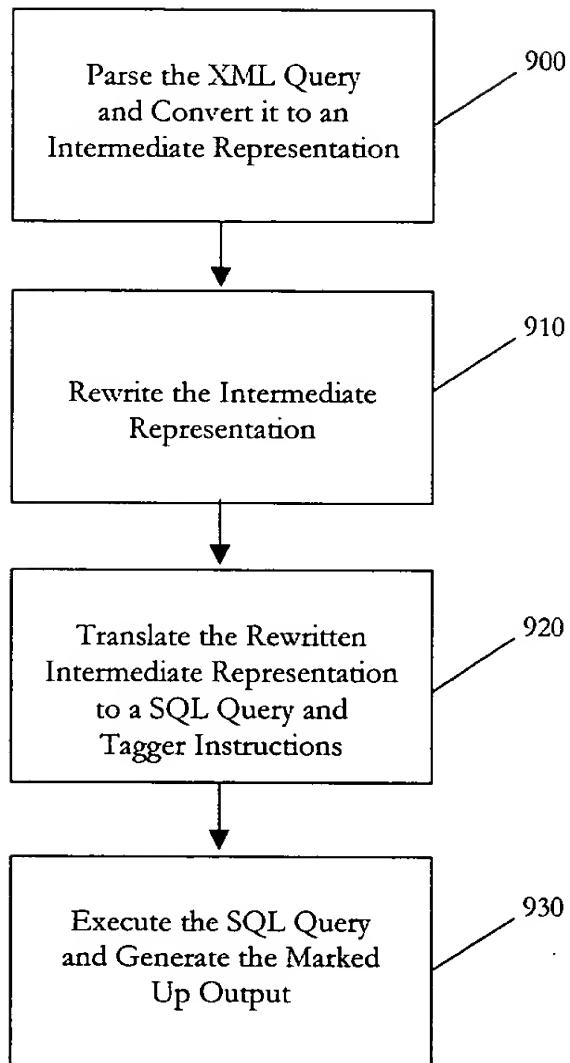 Parse the XML Query
and Convert it to an
Intermediate Representation
900
Rewrite the Intermediate
Representation
910
Translate the Rewritten
Intermediate Representation
to a SQL Query and
Tagger Instructions
920
Execute the SQL Query
and Generate the Marked
Up Output
930